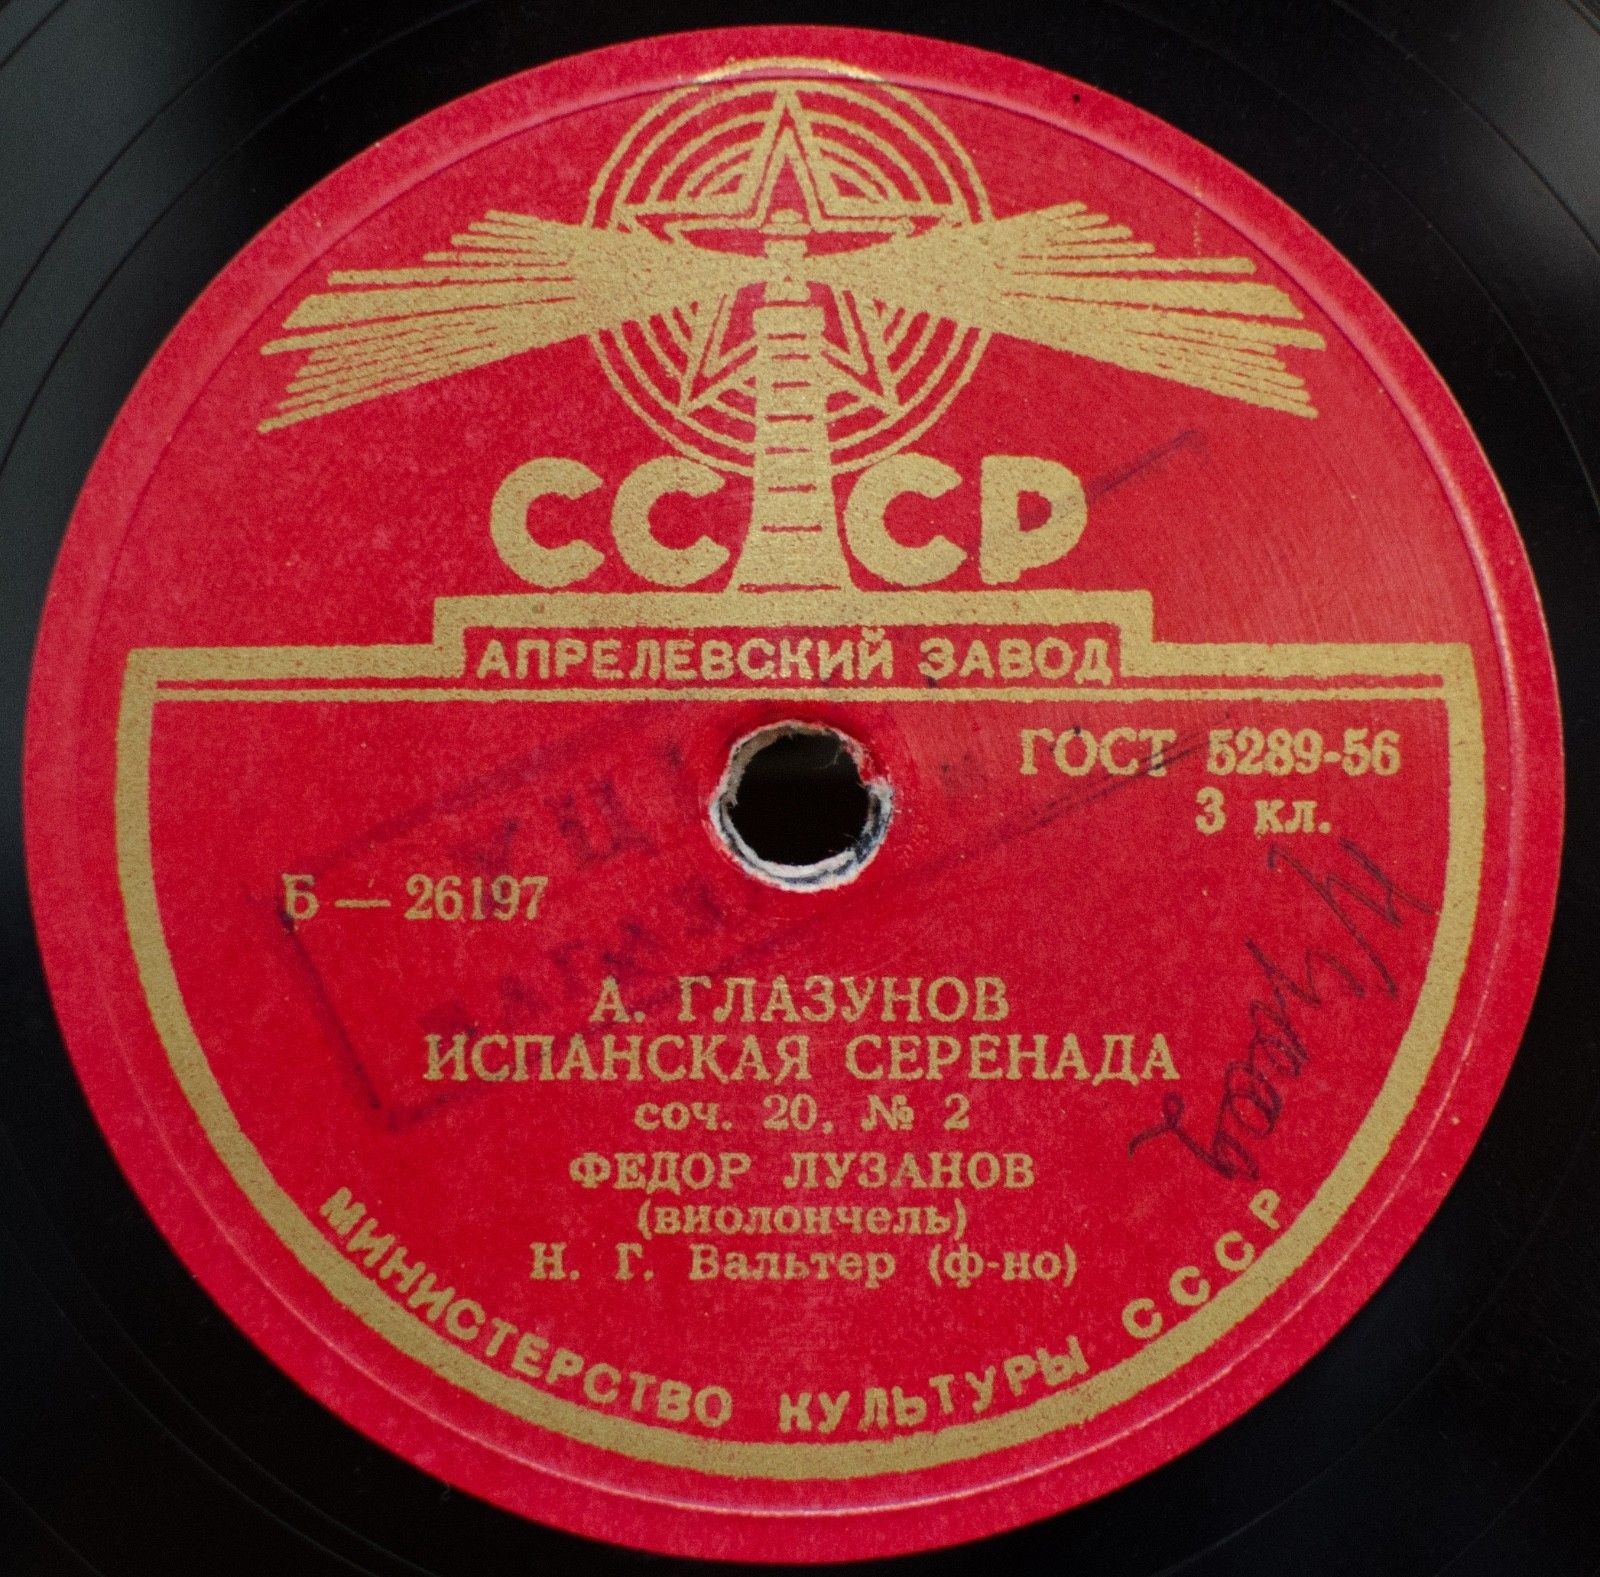 СССР
АПРЕЛЕВСКИЙ ЗАВОД
ГОСТ 5289-56
3 кл.
Б — 26197
А. ГЛАЗУНОВ
ИСПАНСКАЯ СЕРЕНАДА
соч. 20, № 2
ФЕДОР ЛУЗАНОВ
(виолончель)
Н. Г. Вальтер (ф-но)
МИНИСТЕРСТВО КУЛЬТУРЫ СССР